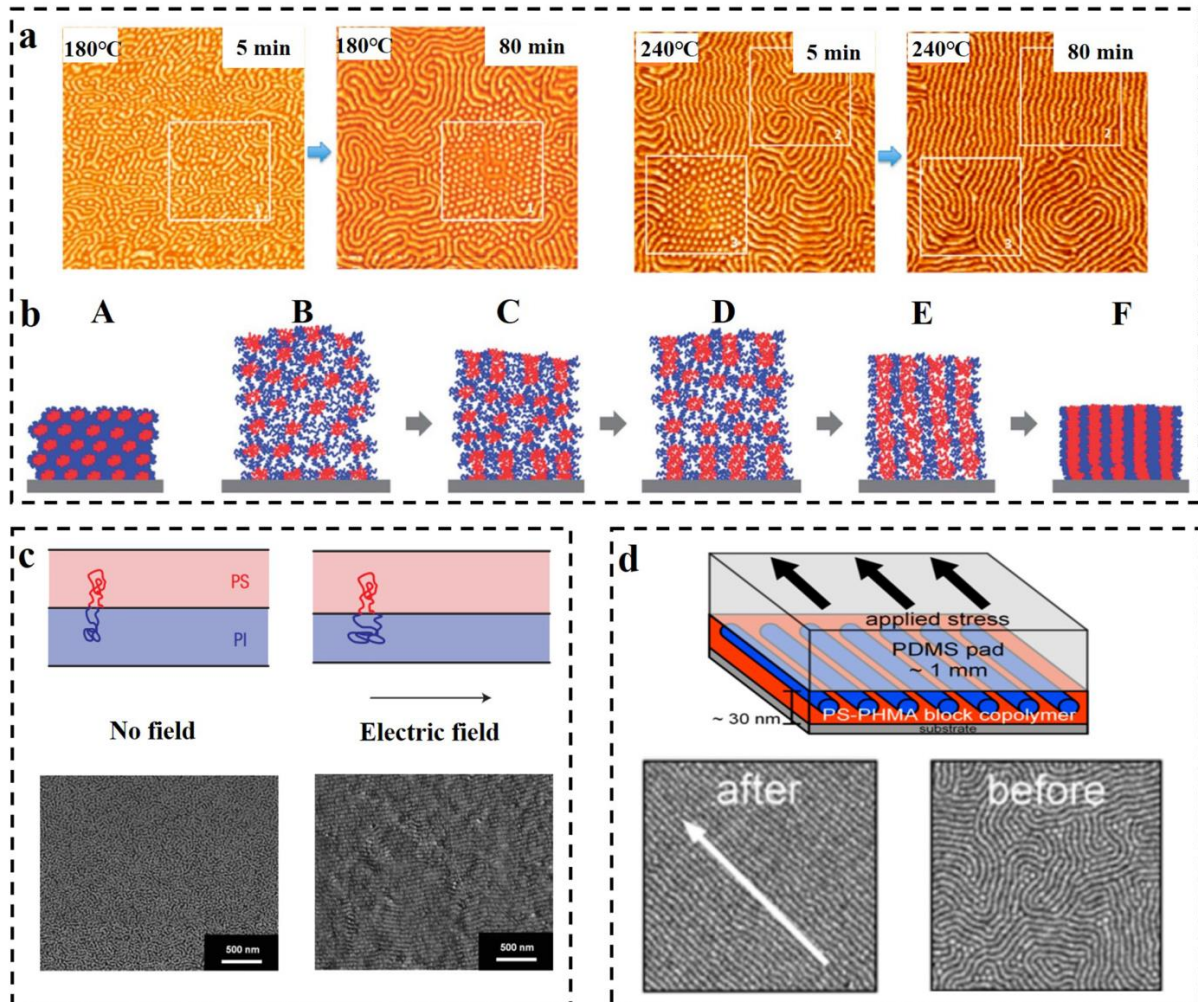 a
180°C
5 min
180°C
80 min
240°C
5 min
240°C
80 min
1
1
2
3
2
3
b
A
B
C
D
E
F
c
PS
PI
No field
Electric field
500 nm
500 nm
d
applied stress
PDMS pad
~ 1 mm
~ 30 nm
PS-PHMA block copolymer
substrate
after
before